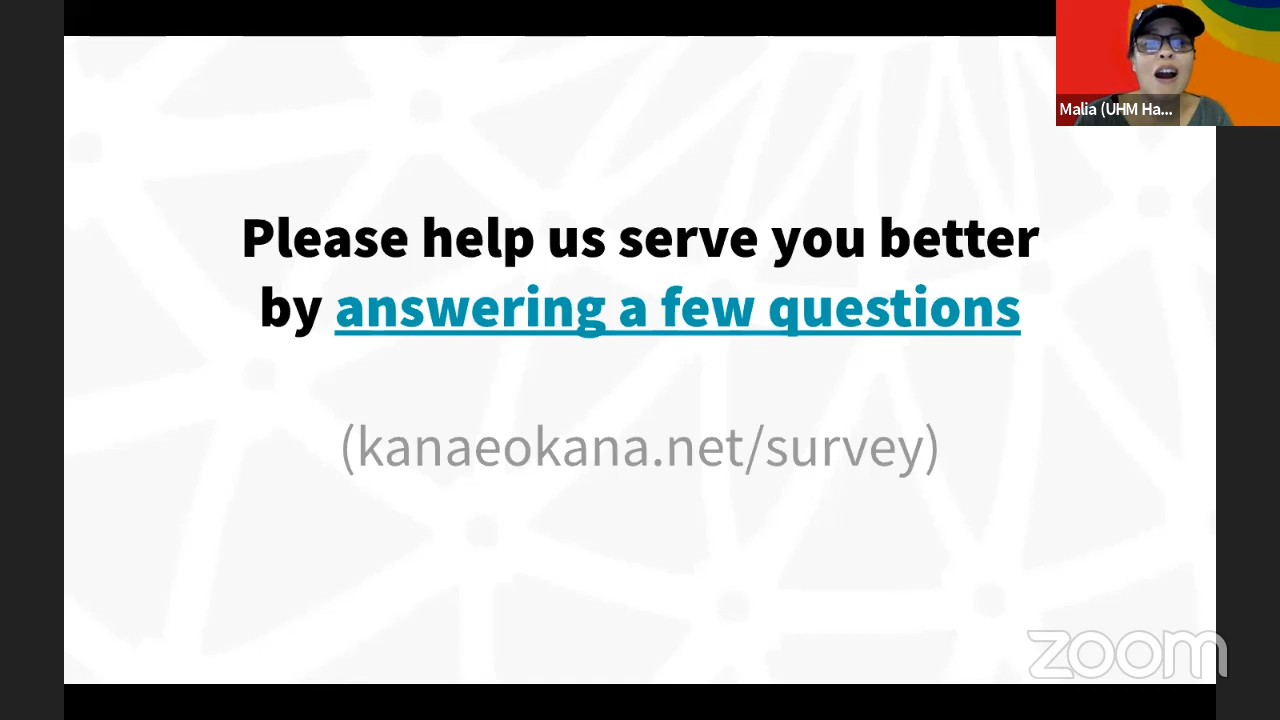 Malia (UHM Ha...
Please help us serve you better
by answering a few questions
(kanaeokana.net/survey)
zoom